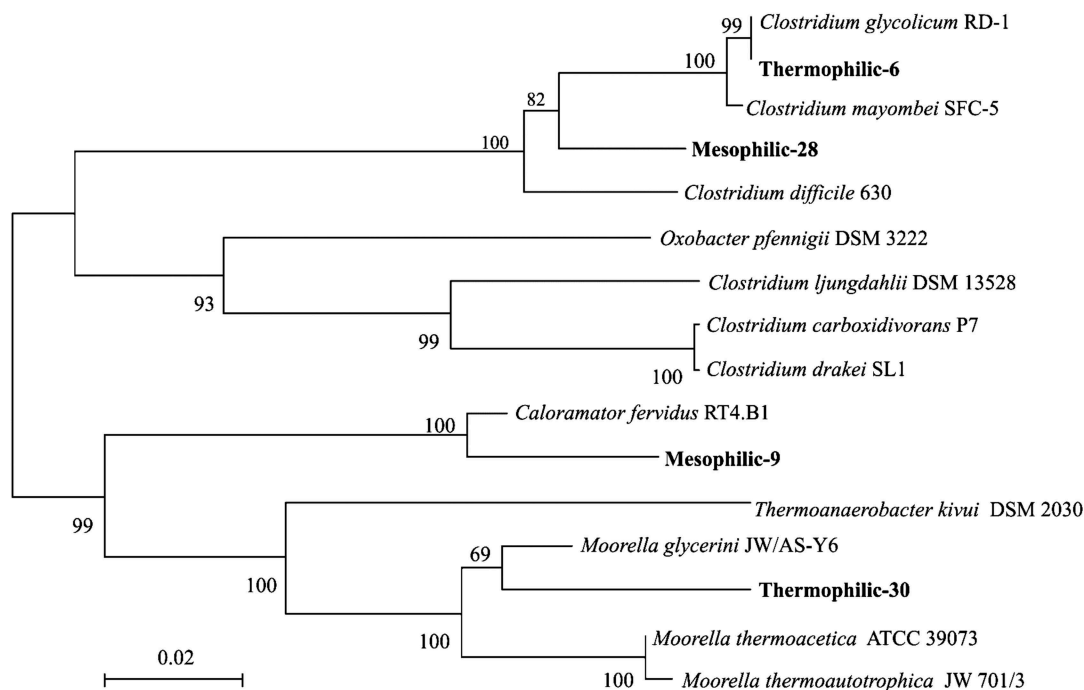 99
Clostridium glycolicum RD-1
100
Thermophilic-6
82
Clostridium mayombei SFC-5
100
Mesophilic-28
Clostridium difficile 630
Oxobacter pfennigii DSM 3222
93
Clostridium ljungdahlii DSM 13528
99
Clostridium carboxidivorans P7
100
Clostridium drakei SL1
Caloramator fervidus RT4.B1
100
Mesophilic-9
99
Thermoanaerobacter kivui DSM 2030
Moorella glycerini JW/AS-Y6
69
100
Thermophilic-30
100
Moorella thermoacetica ATCC 39073
0.02
100
Moorella thermoautotrophica JW 701/3